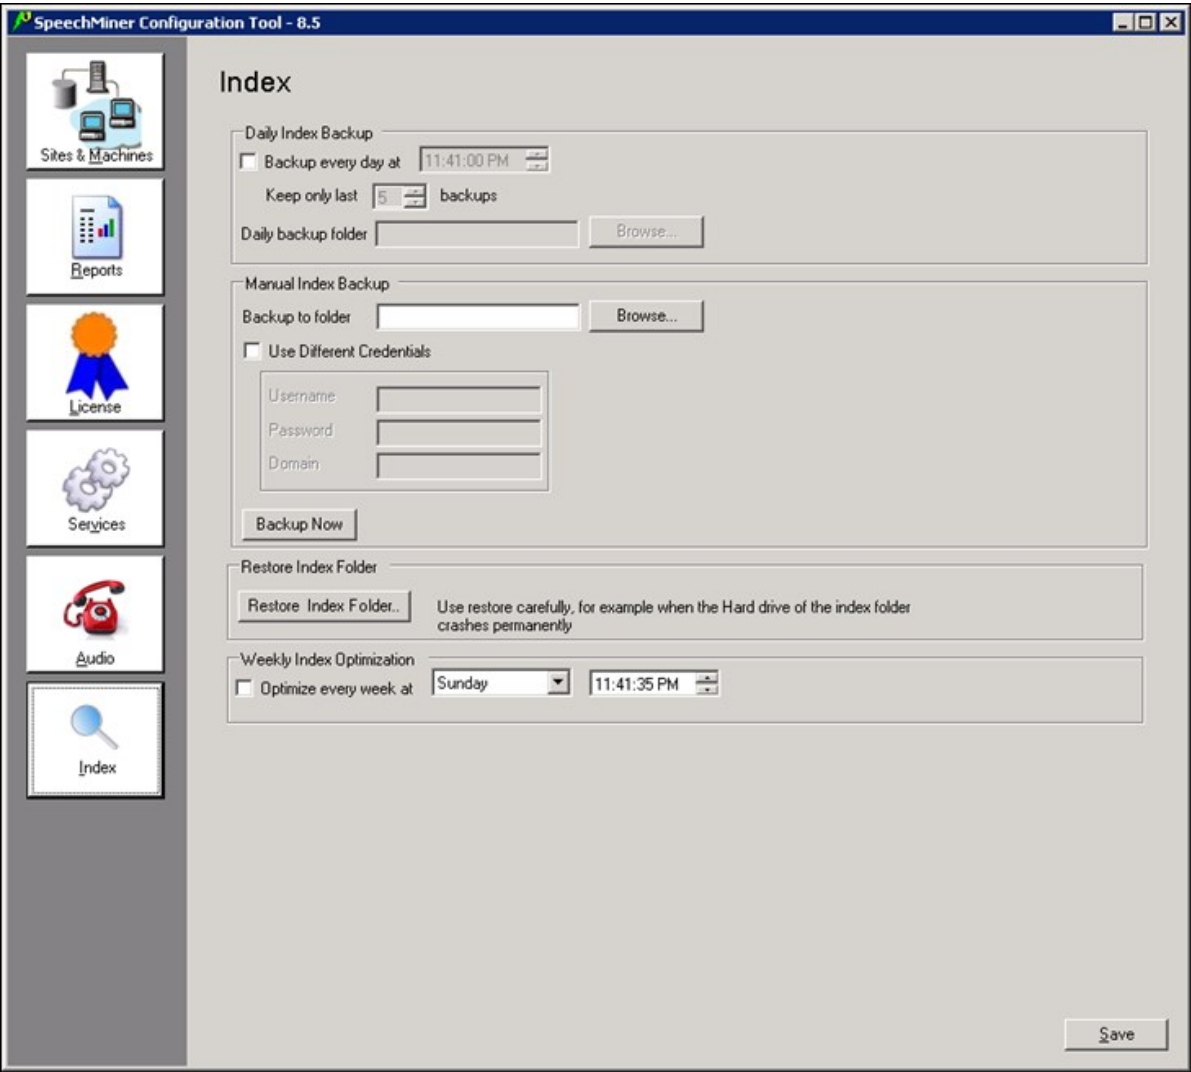 SpeechMiner Configuration Tool - 8.5
Sites & Machines
Reports
License
Services
Audio
Index
Index
Daily Index Backup
Backup every day at 11:41:00 PM
Keep only last 5 backups
Daily backup folder Browse...
Manual Index Backup
Backup to folder Browse...
Use Different Credentials
Username
Password
Domain
Backup Now
Restore Index Folder
Restore Index Folder.. Use restore carefully, for example when the Hard drive of the index folder
crashes permanently
Weekly Index Optimization
Optimize every week at Sunday 11:41:35 PM
Save